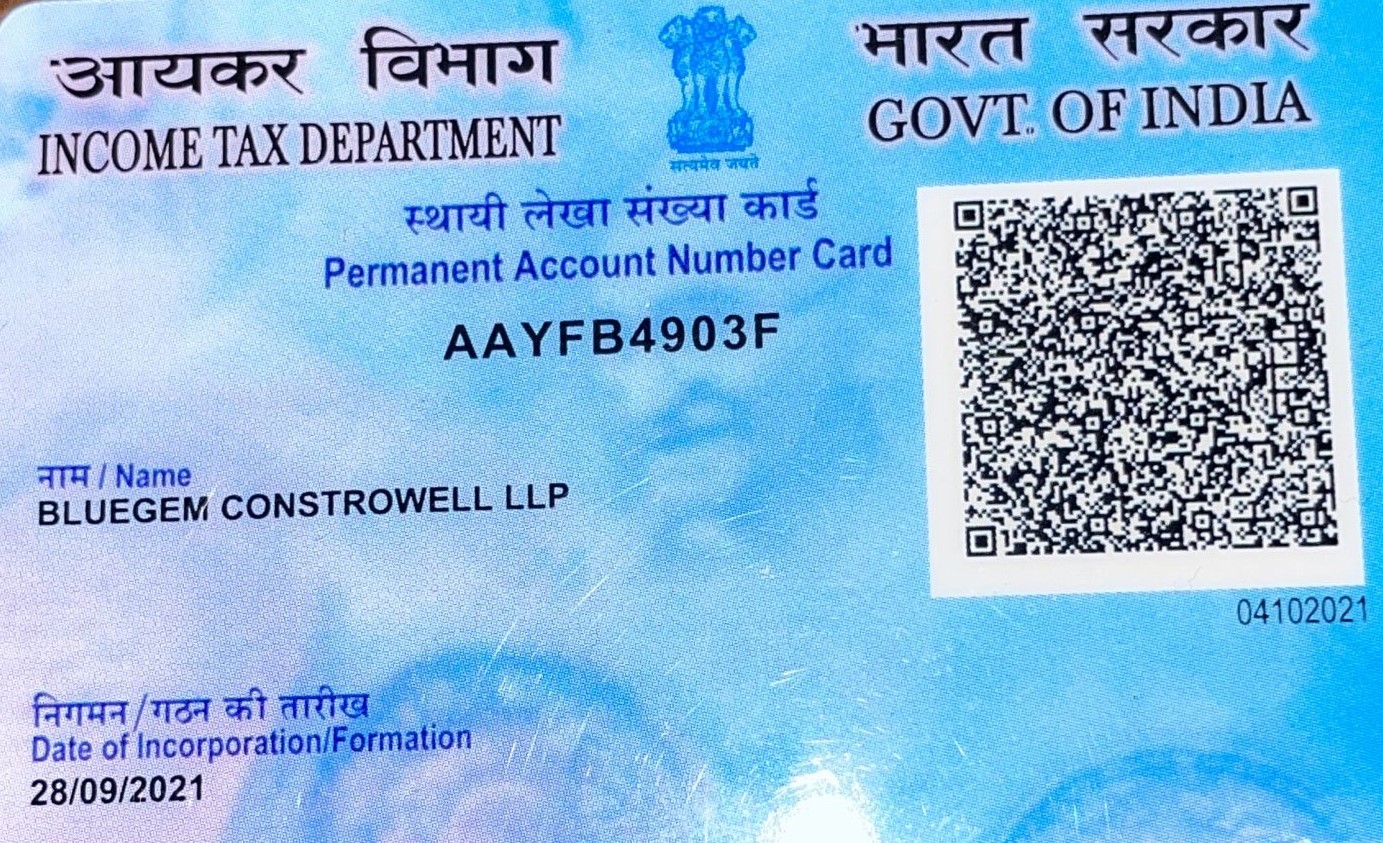 आयकर विभाग
INCOME TAX DEPARTMENT
सत्यमेव जयते
भारत सरकार
GOVT. OF INDIA
स्थायी लेखा संख्या कार्ड
Permanent Account Number Card
AAYFB4903F
नाम / Name
BLUEGEM CONSTROWELL LLP
04102021
निगमन/गठन की तारीख
Date of Incorporation/Formation
28/09/2021